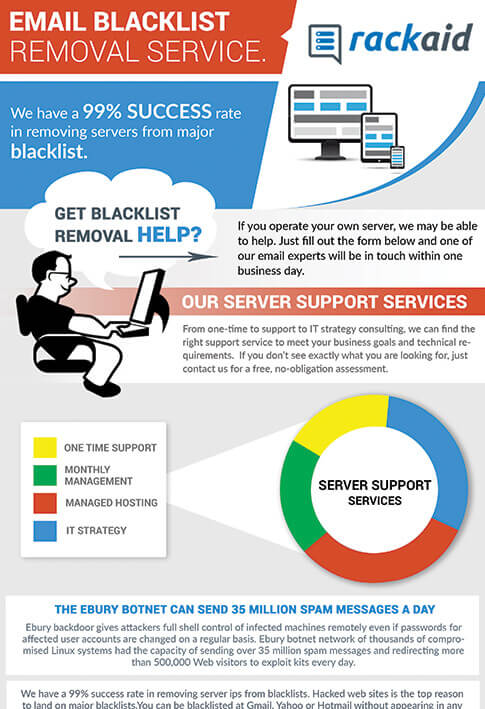 EMAIL BLACKLIST
REMOVAL SERVICE.
rackaid
We have a 99% SUCCESS rate
in removing servers from major
blacklist.
GET BLACKLIST
REMOVAL HELP?
If you operate your own server, we may be able
to help. Just fill out the form below and one of
our email experts will be in touch within one
business day.
OUR SERVER SUPPORT SERVICES
From one-time to support to IT strategy consulting, we can find the
right support service to meet your business goals and technical re-
quirements. If you don't see exactly what you are looking for, just
contact us for a free, no-obligation assessment.
ONE TIME SUPPORT
MONTHLY
MANAGEMENT
MANAGED HOSTING
IT STRATEGY
SERVER SUPPORT
SERVICES
THE EBURY BOTNET CAN SEND 35 MILLION SPAM MESSAGES A DAY
Ebury backdoor gives attackers full shell control of infected machines remotely even if passwords for
affected user accounts are changed on a regular basis. Ebury botnet network of thousands of compro-
mised Linux systems had the capacity of sending over 35 million spam messages and redirecting more
than 500,000 Web visitors to exploit kits every day.
We have a 99% success rate in removing server ips from blacklists. Hacked web sites is the top reason
to land on major blacklists.You can be blacklisted at Gmail, Yahoo or Hotmail without appearing in any